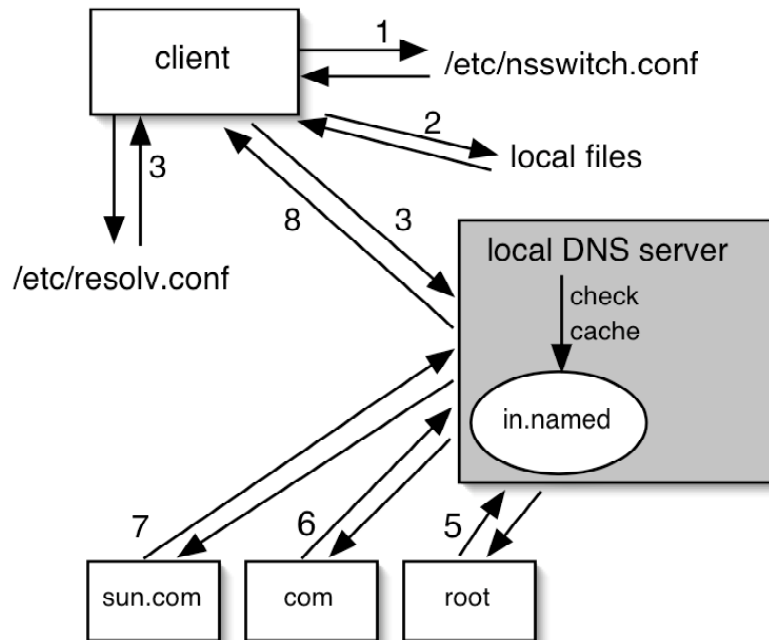 client
1
/etc/nsswitch.conf
2
local files
3
/etc/resolv.conf
8
3
local DNS server
check
cache
in.named
7
6
5
sun.com
com
root